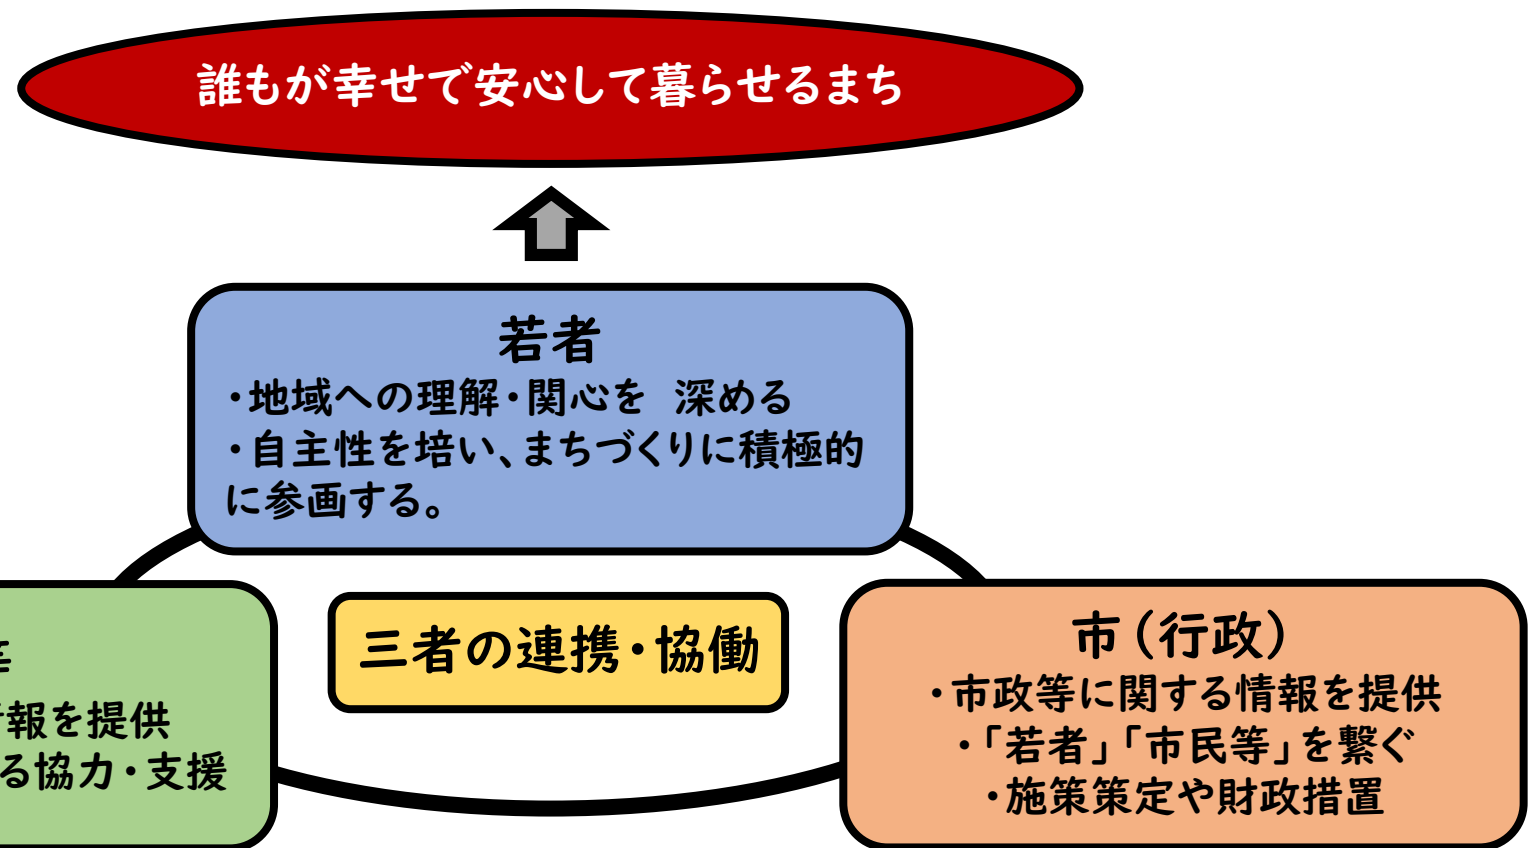 誰もが幸せで安心して暮らせるまち
若者
・地域への理解・関心を 深める
・自主性を培い、まちづくりに積極的
に参画する。
三者の連携・協働
報を提供
る協力・支援
市（行政）
・市政等に関する情報を提供
・「若者」「市民等」を繋ぐ
・施策策定や財政措置